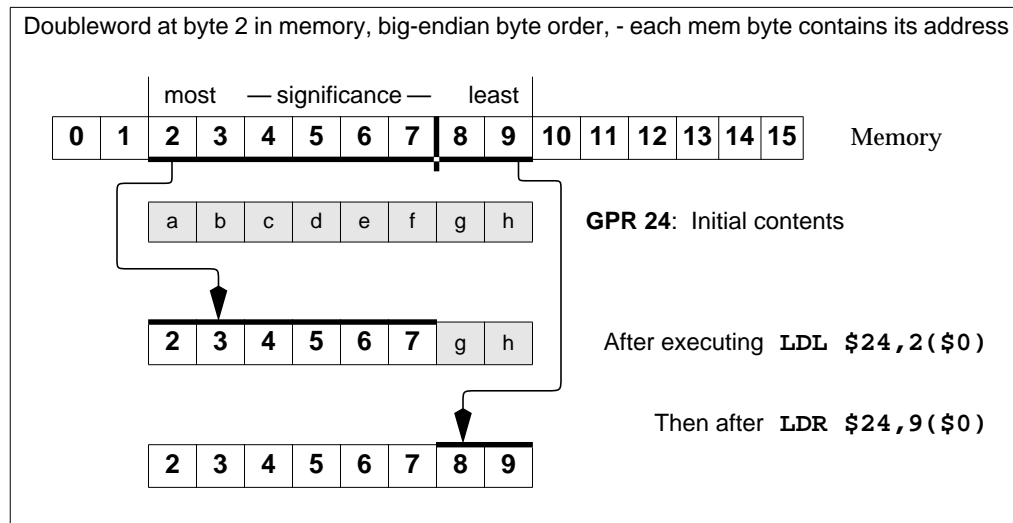 Doubleword at byte 2 in memory, big-endian byte order, - each mem byte contains its address
most — significance — least
0 1 2 3 4 5 6 7 8 9 10 11 12 13 14 15 Memory
a b c d e f g h GPR 24: Initial contents
2 3 4 5 6 7 g h After executing LDL $24,2($0)
Then after LDR $24,9($0)
2 3 4 5 6 7 8 9